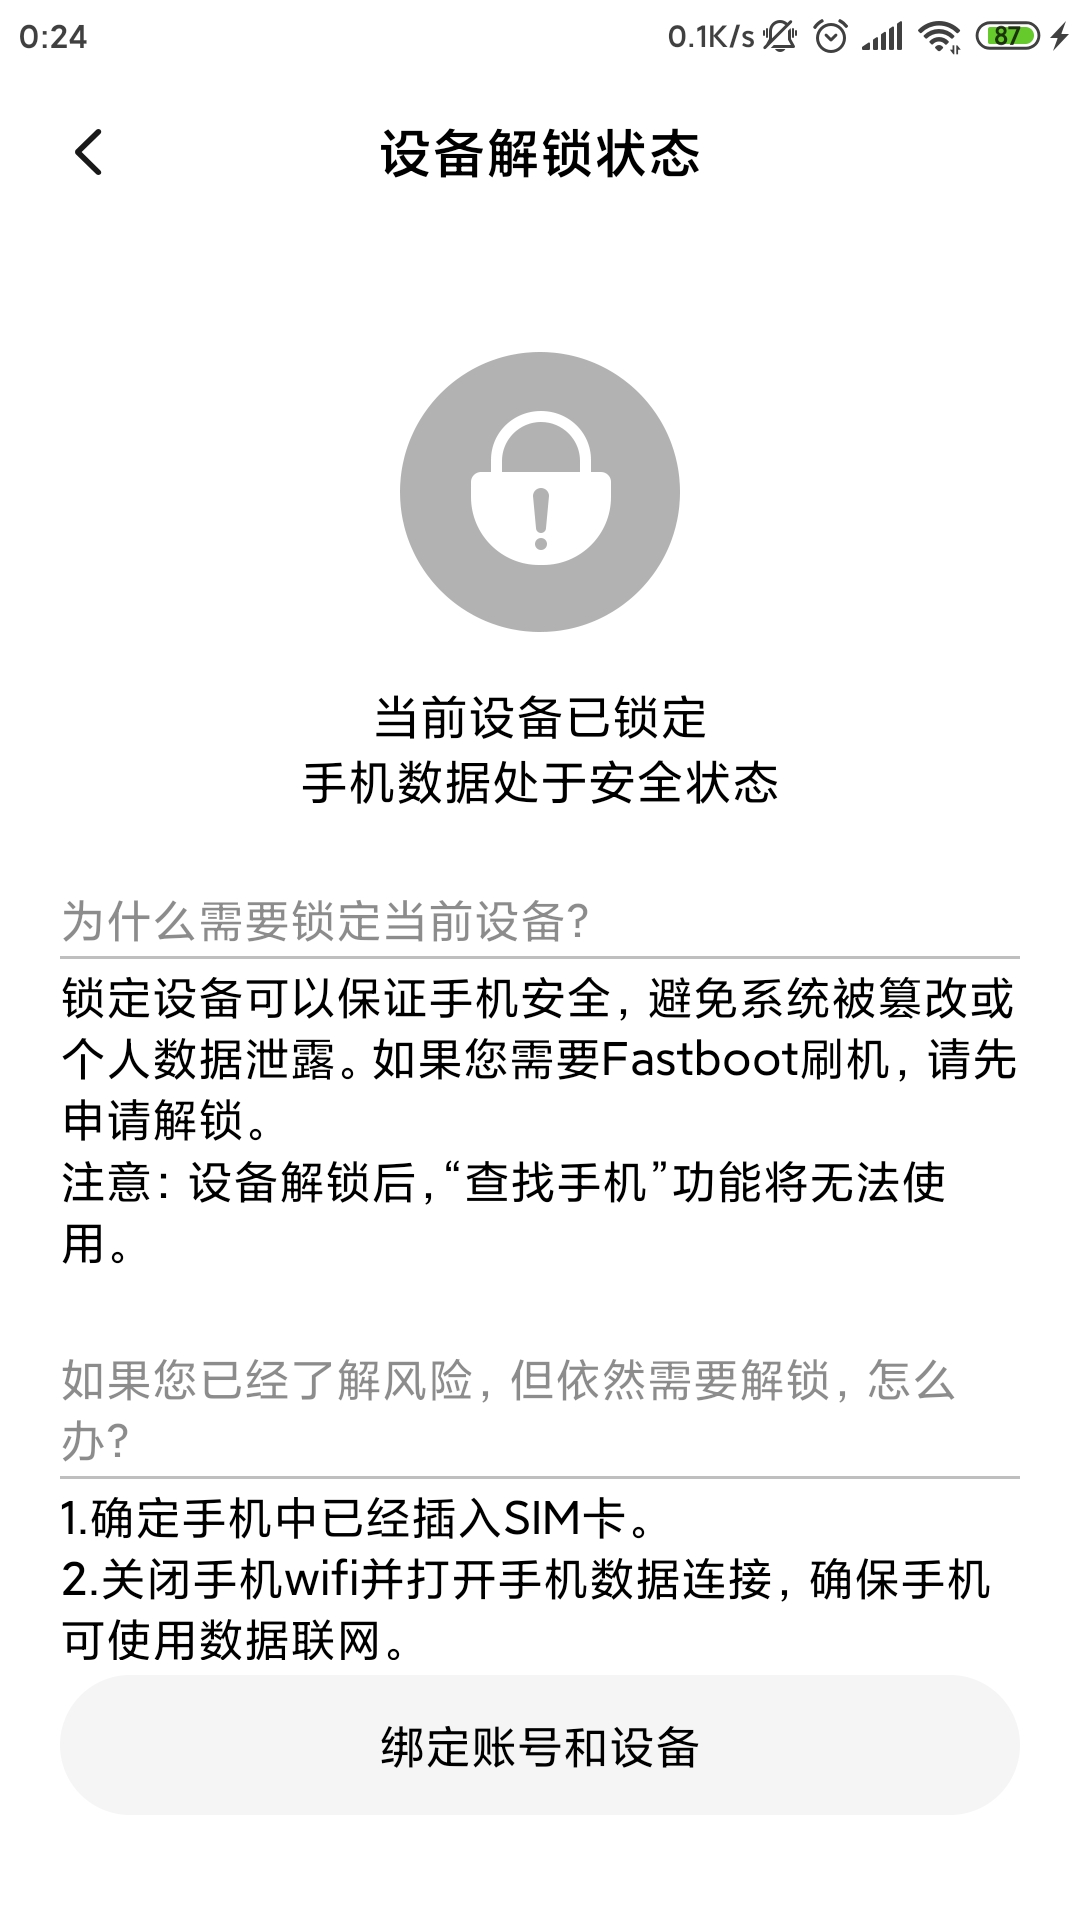 0:24
0.1K/s
87
设备解锁状态
当前设备已锁定
手机数据处于安全状态
为什么需要锁定当前设备?
锁定设备可以保证手机安全，避免系统被篡改或
个人数据泄露。如果您需要Fastboot刷机，请先
申请解锁。
注意：设备解锁后，“查找手机”功能将无法使
用。
如果您已经了解风险，但依然需要解锁，怎么
办?
1.确定手机中已经插入SIM卡。
2.关闭手机wifi并打开手机数据连接，确保手机
可使用数据联网。
绑定账号和设备